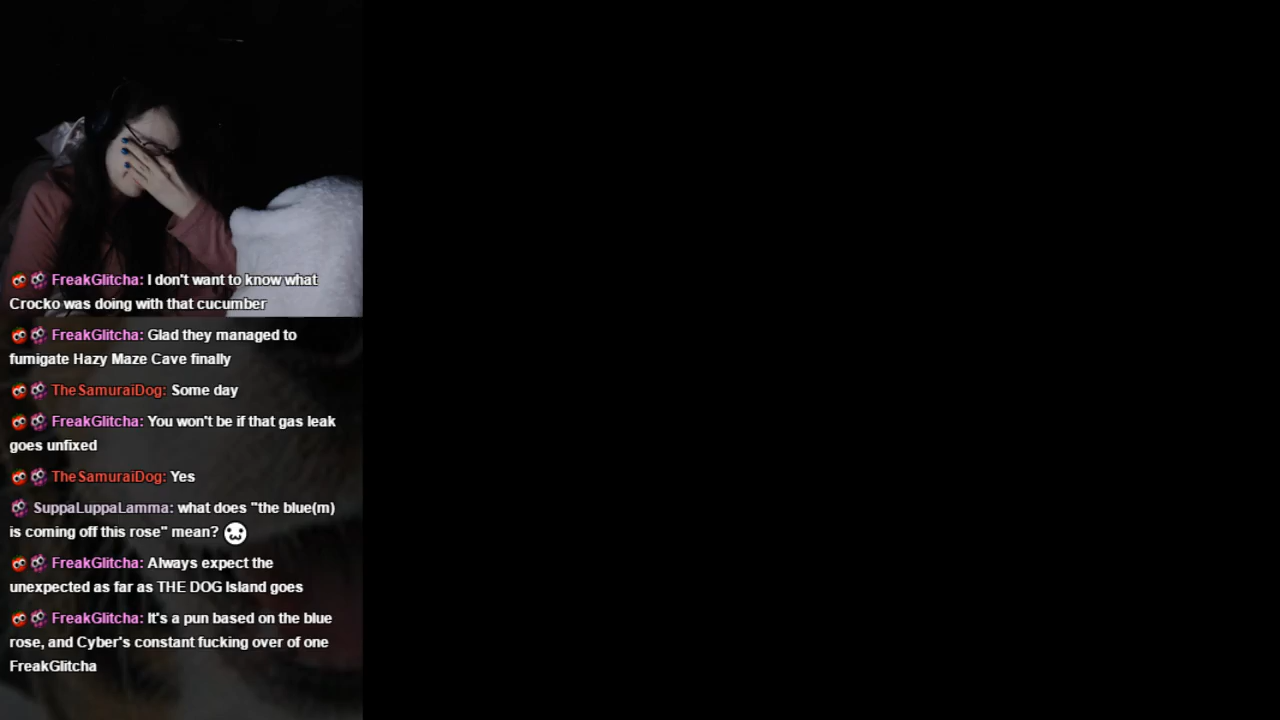 FreakGlitcha: I don't want to know what
Crocko was doing with that cucumber
FreakGlitcha: Glad they managed to
fumigate Hazy Maze Cave finally
TheSamuraiDog: Some day
FreakGlitcha: You won't be if that gas leak
goes unfixed
TheSamuraiDog: Yes
SuppaLuppaLamma: what does "the blue(m)
is coming off this rose" mean?
FreakGlitcha: Always expect the
unexpected as far as THE DOG Island goes
FreakGlitcha: It's a pun based on the blue
rose, and Cyber's constant fucking over of one
FreakGlitcha